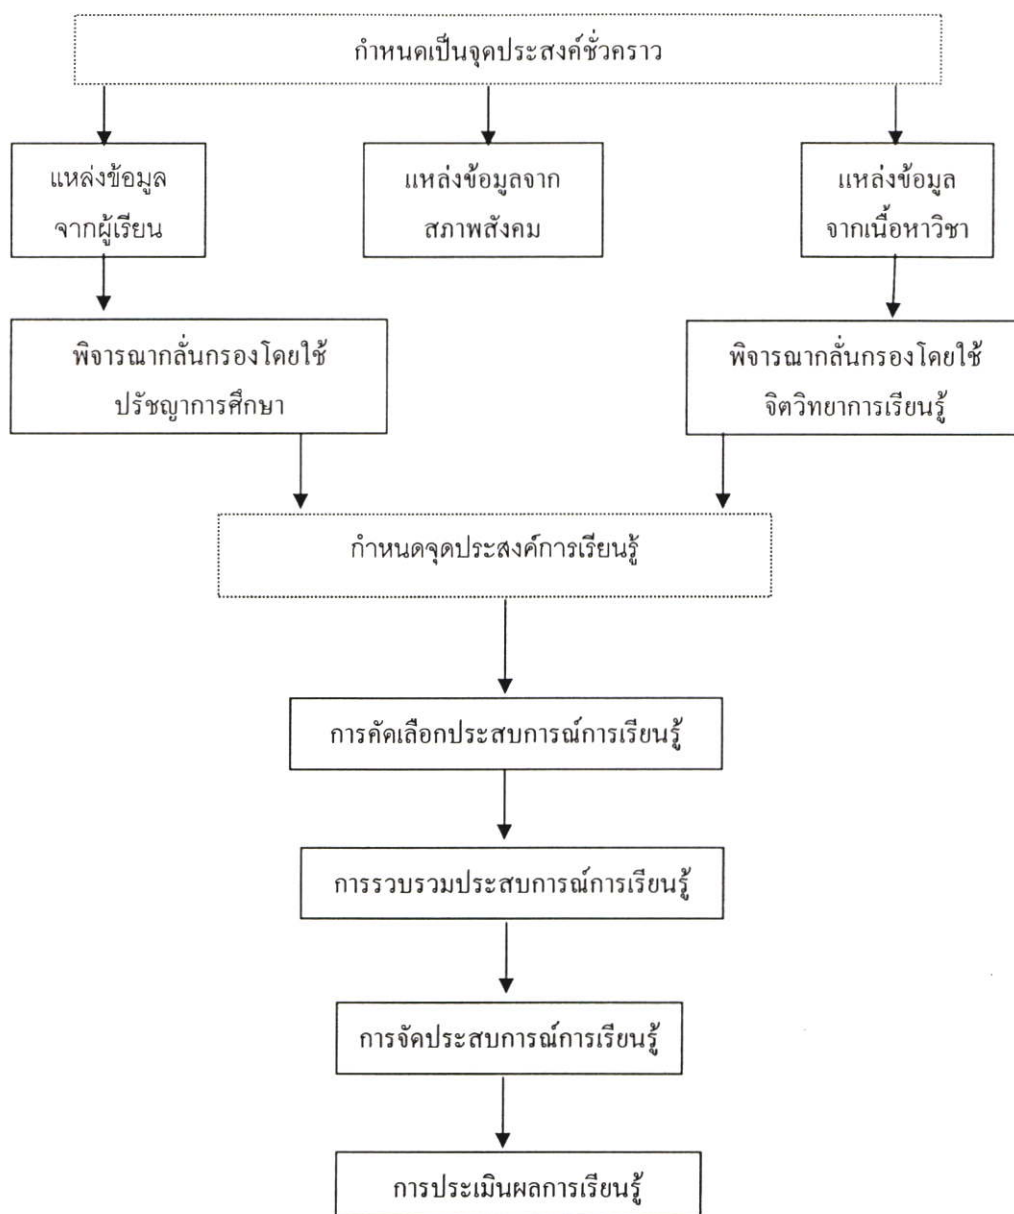 กำหนดเป็นจุดประสงค์ชั่วคราว
แหล่งข้อมูล
จากผู้เรียน
แหล่งข้อมูลจาก
สภาพสังคม
แหล่งข้อมูล
จากเนื้อหาวิชา
พิจารณากลั่นกรองโดยใช้
ปรัชญาการศึกษา
พิจารณากลั่นกรองโดยใช้
จิตวิทยาการเรียนรู้
กำหนดจุดประสงค์การเรียนรู้
การคัดเลือกประสบการณ์การเรียนรู้
การรวบรวมประสบการณ์การเรียนรู้
การจัดประสบการณ์การเรียนรู้
การประเมินผลการเรียนรู้